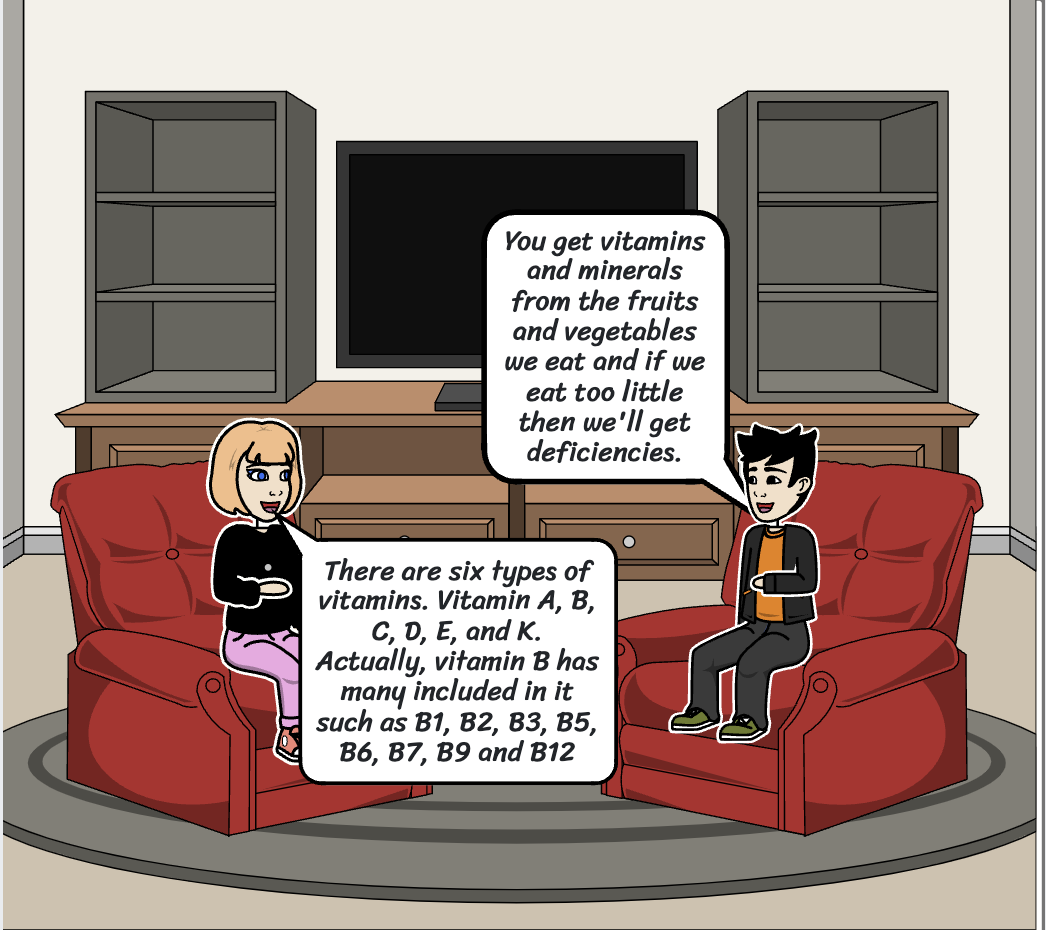 You get vitamins
and minerals
from the fruits
and vegetables
we eat and if we
eat too little
then we'll get
deficiencies.
There are six types of
vitamins. Vitamin A, B,
C, D, E, and K.
Actually, vitamin B has
many included in it
such as B1, B2, B3, B5,
B6, B7, B9 and B12